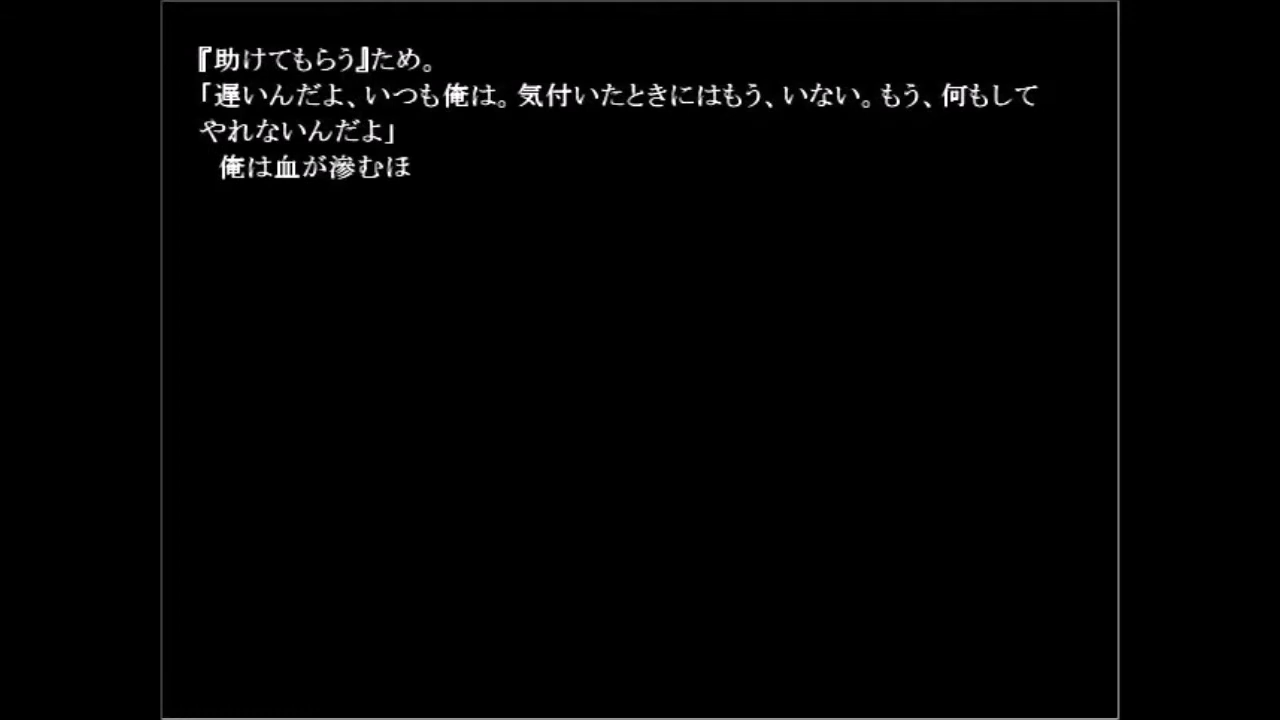 『助けてもらう』ため。
「遅いんだよ、いつも俺は。気付いたときにはもう、いない。もう、何もして
やれないんだよ」
俺は血が滲むほ